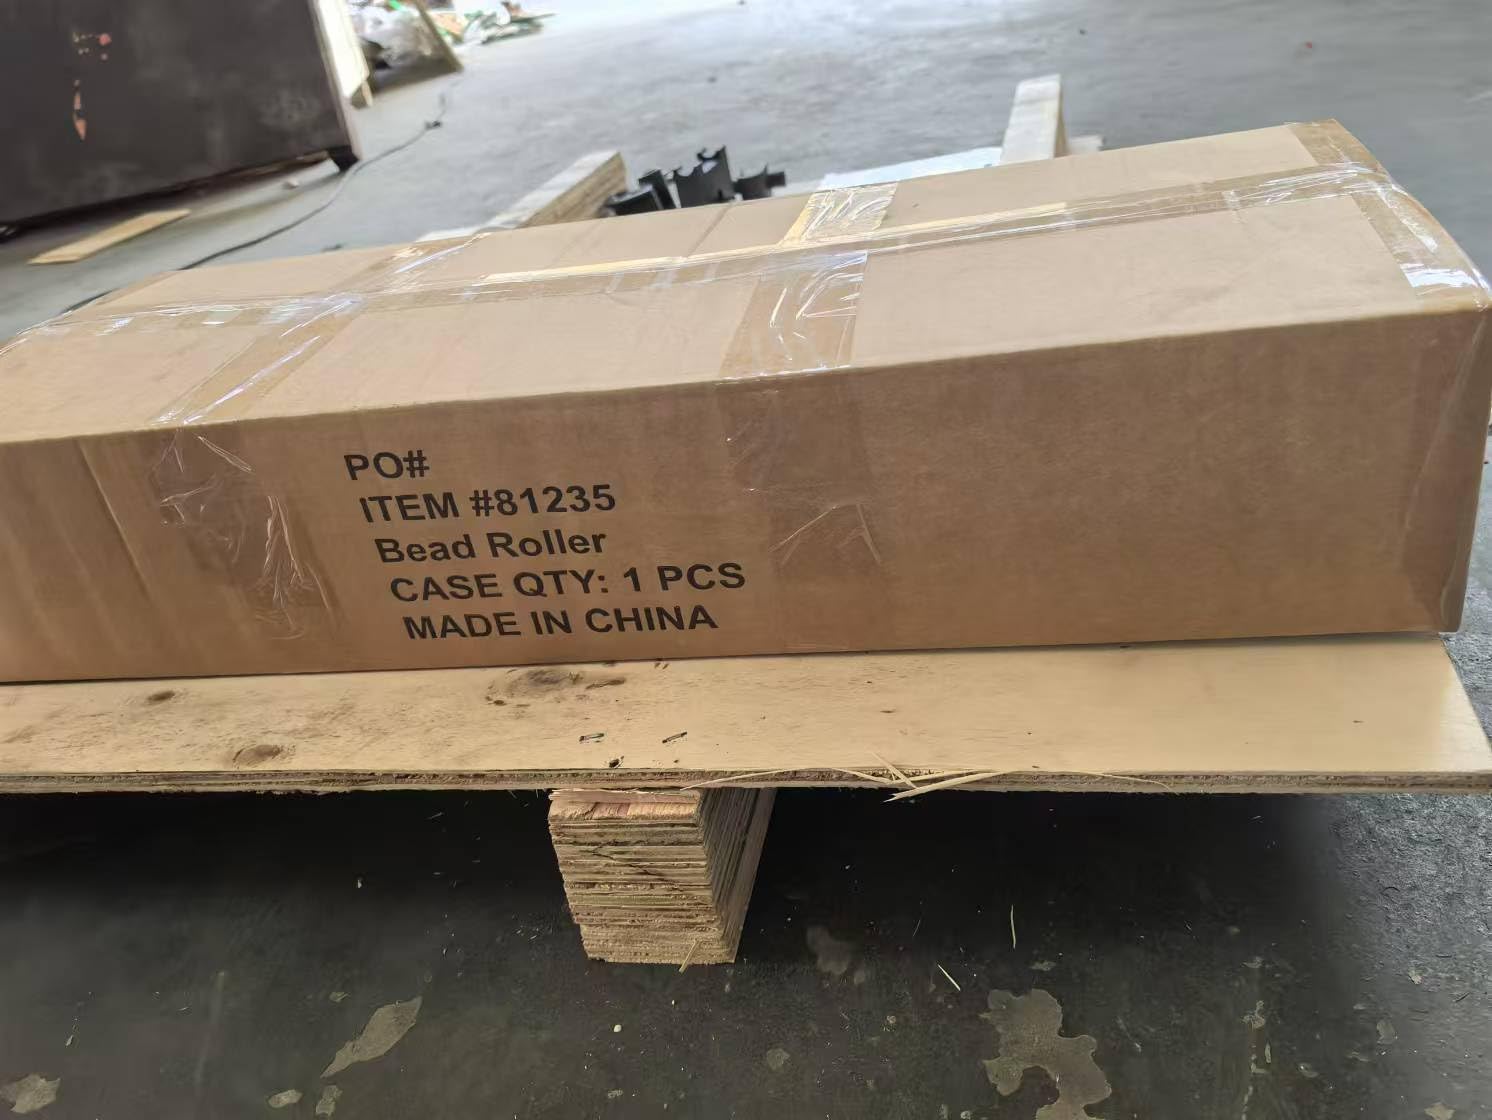 PO#
ITEM #81235
Bead Roller
CASE QTY: 1 PCS
MADE IN CHINA